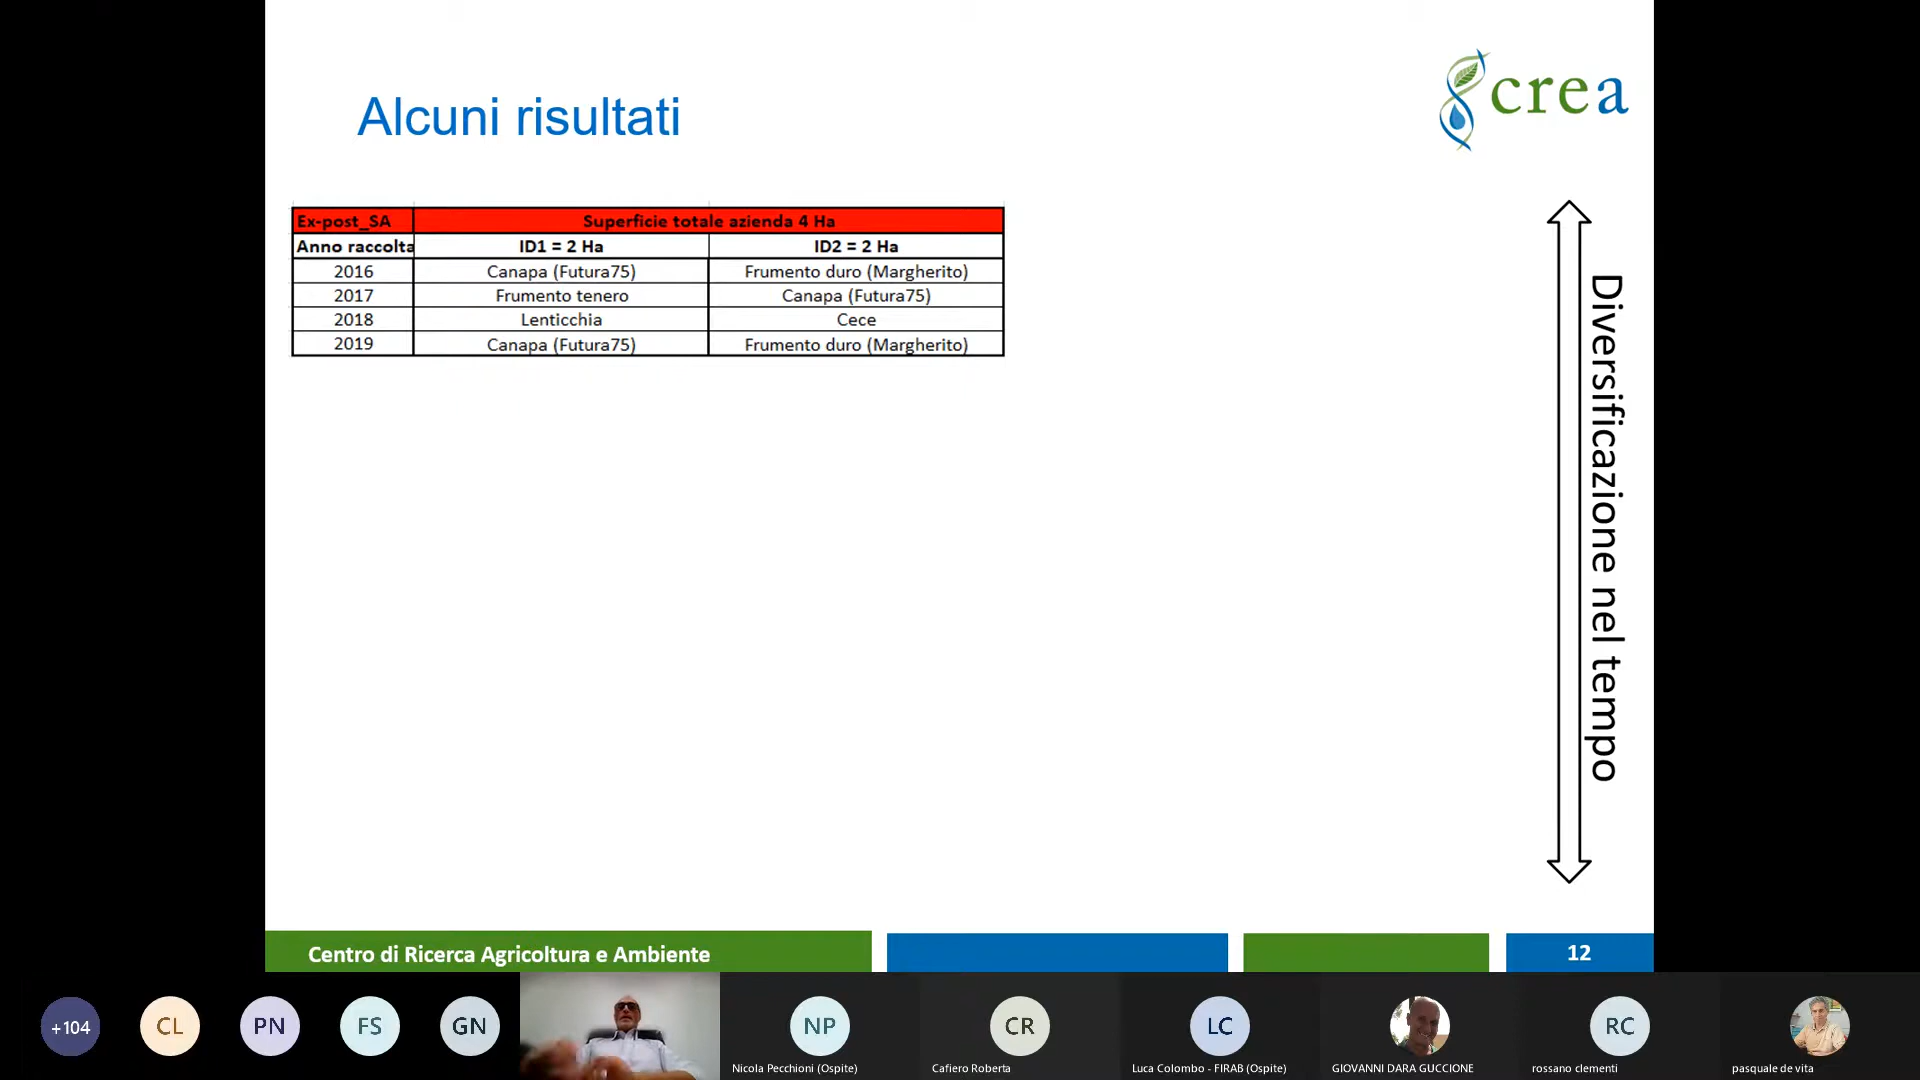 crea
Alcuni risultati
Ex-post_SA Superficie totale azienda 4 Ha
Anno raccolta ID1 = 2 Ha ID2 = 2 Ha
2016 Canapa (Futura75) Frumento duro (Margherito)
2017 Frumento tenero Canapa (Futura75)
2018 Lenticchia Cece
2019 Canapa (Futura75) Frumento duro (Margherito)
Diversificazione nel tempo
Centro di Ricerca Agricoltura e Ambiente
12
+104
CL
PN
FS
GN
NP
CR
LC
RC
Nicola Pecchioni (Ospite)
Cafiero Roberta
Luca Colombo - FIRAB (Ospite)
GIOVANNI DARA GUCCIONE
rossano clementi
pasquale de vita